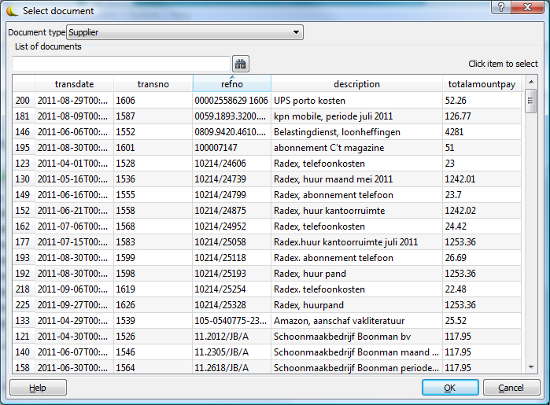 Select document
Document type Supplier
List of documents
Click item to select
transdate transno refno description totalamountpay
200 2011-08-29T00:... 1606 00002558629 1606 UPS porto kosten 52.26
181 2011-08-09T00:... 1587 0059.1893.3200.... kpn mobile, periode juli 2011 126.77
146 2011-06-06T00:... 1552 0809.9420.4610.... Belastingdienst, loonheffingen 4281
195 2011-08-30T00:... 1601 100007147 abonnement C't magazine 51
123 2011-04-01T00:... 1528 10214/24606 Radex, telefoonkosten 23
130 2011-05-16T00:... 1536 10214/24739 Radex, huur maand mei 2011 1242.01
149 2011-06-16T00:... 1555 10214/24799 Radex, abonnement telefoon 23.7
152 2011-06-21T00:... 1558 10214/24875 Radex, huur kantoorruimte 1242.02
162 2011-07-06T00:... 1568 10214/24952 Radex, telefoonkosten 24.42
177 2011-07-15T00:... 1583 10214/25058 Radex.huur kantoorruimte juli 2011 1253.36
193 2011-08-30T00:... 1599 10214/25118 Radex. abonnement telefoon 26.69
192 2011-08-30T00:... 1598 10214/25193 Radex, huur pand 1253.36
218 2011-09-06T00:... 1619 10214/25254 Radex. telefoonkosten 22.48
225 2011-09-27T00:... 1626 10214/25328 Radex, huurpand 1253.36
133 2011-04-29T00:... 1539 105-0540775-23... Amazon, aanschaf vakliteratuur 25.52
121 2011-04-30T00:... 1526 11.2012/JB/A Schoonmaakbedrijf Boonman bv 117.95
140 2011-06-07T00:... 1546 11.2305/JB/A Schoonmaakbedrijf Boonman maand ... 117.95
158 2011-06-30T00:... 1564 11.2618/JB/A Schoonmaakbedrijf Boonman periode... 117.95
Help OK Cancel